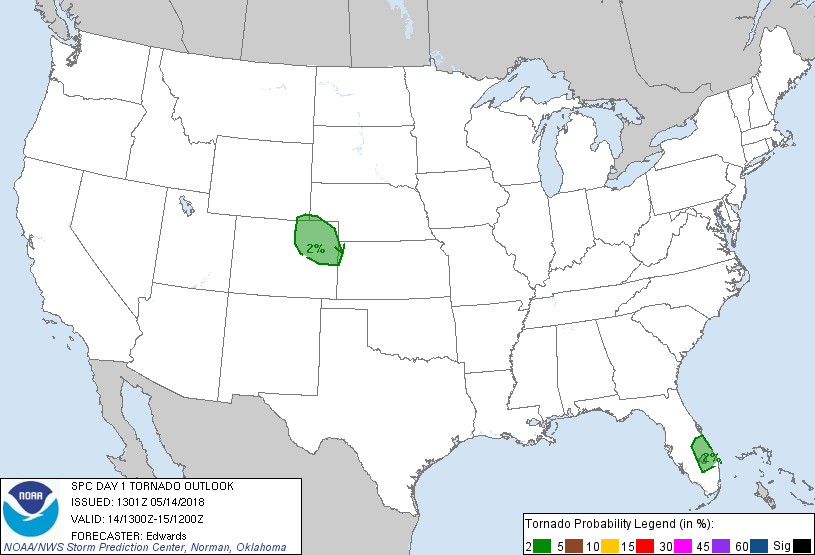 2%
2%
NOAA
SPC DAY 1 TORNADO OUTLOOK
ISSUED: 1301Z 05/14/2018
VALID: 14/1300Z-15/1200Z
FORECASTER: Edwards
NOAA/NWS Storm Prediction Center, Norman, Oklahoma
Tornado Probability Legend (in %):
2 5 10 15 30 45 60 Sig